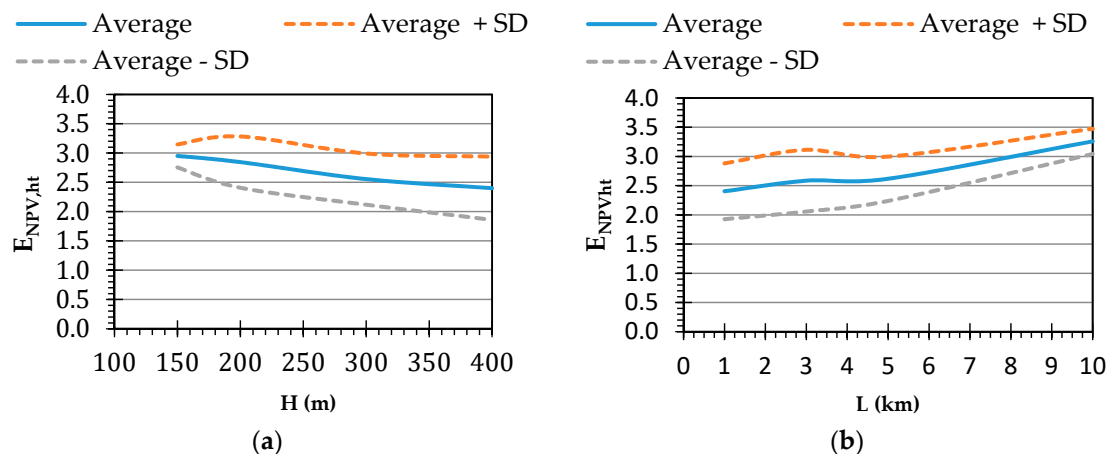 Average
Average + SD
Average - SD
4.0
3.5
3.0
2.5
2.0
1.5
1.0
0.5
0.0
E_NPV,ht
100 150 200 250 300 350 400
H (m)
(a)
Average
Average + SD
Average - SD
4.0
3.5
3.0
2.5
2.0
1.5
1.0
0.5
0.0
E_NPVht
0 1 2 3 4 5 6 7 8 9 10
L (km)
(b)